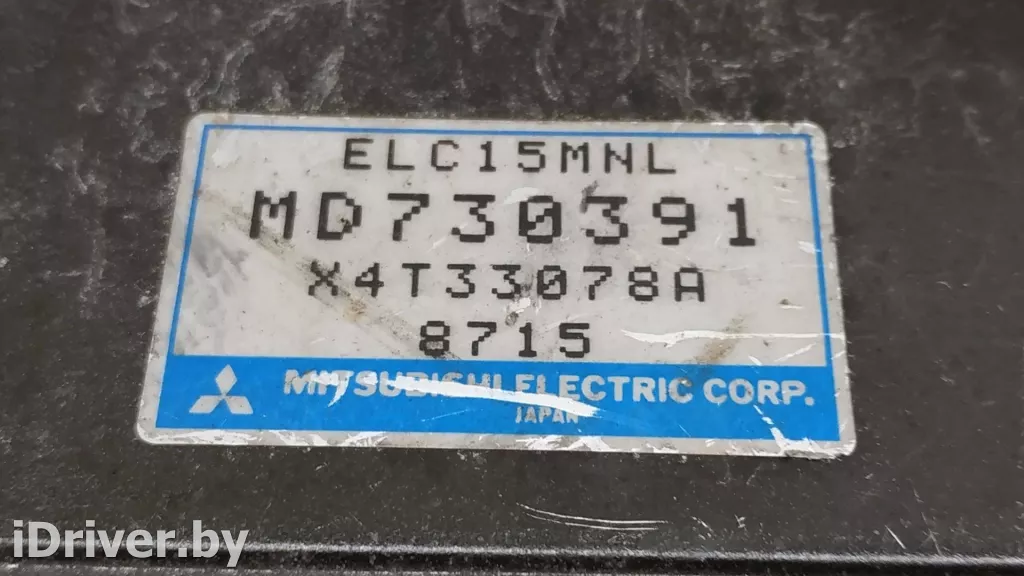 ELC15MNL
MD730391
X4T33078A
8715
MITSUBISHI ELECTRIC CORP.
JAPAN
iDriver.by